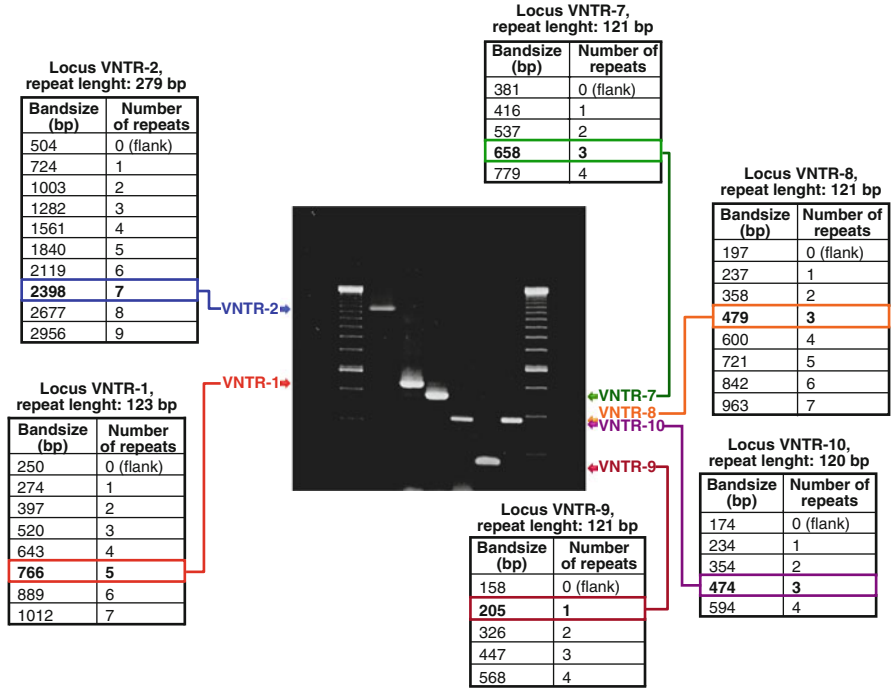 Locus VNTR-7,
repeat lenght: 121 bp
Bandsize (bp) Number of repeats
381 0 (flank)
416 1
537 2
658 3
779 4
Locus VNTR-2,
repeat lenght: 279 bp
Bandsize (bp) Number of repeats
504 0 (flank)
724 1
1003 2
1282 3
1561 4
1840 5
2119 6
2398 7
2677 8
2956 9
Locus VNTR-8,
repeat lenght: 121 bp
Bandsize (bp) Number of repeats
197 0 (flank)
237 1
358 2
479 3
600 4
721 5
842 6
963 7
VNTR-2
VNTR-1
VNTR-7
VNTR-8
VNTR-10
VNTR-9
Locus VNTR-1,
repeat lenght: 123 bp
Bandsize (bp) Number of repeats
250 0 (flank)
274 1
397 2
520 3
643 4
766 5
889 6
1012 7
Locus VNTR-10,
repeat lenght: 120 bp
Bandsize (bp) Number of repeats
174 0 (flank)
234 1
354 2
474 3
594 4
Locus VNTR-9,
repeat lenght: 121 bp
Bandsize (bp) Number of repeats
158 0 (flank)
205 1
326 2
447 3
568 4